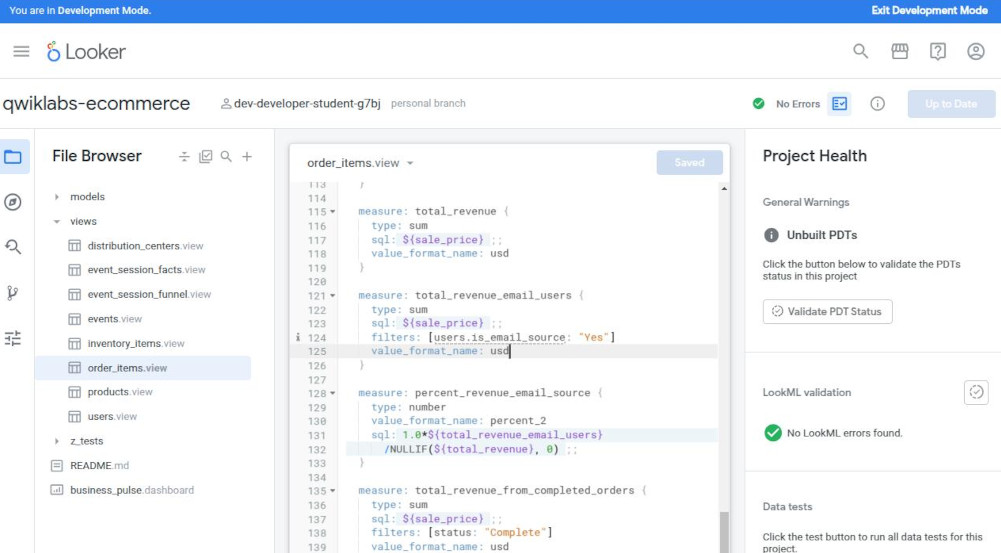 You are in Development Mode.
Exit Development Mode
Looker
qwiklabs-ecommerce
dev-developer-student-g7bj personal branch
No Errors
Up to Date
File Browser
models
views
distribution_centers.view
event_session_facts.view
event_session_funnel.view
events.view
inventory_items.view
order_items.view
products.view
users.view
z_tests
README.md
business_pulse.dashboard
order_items.view
Saved
113 }
114
115 measure: total_revenue {
116 type: sum
117 sql: ${sale_price} ;;
118 value_format_name: usd
119 }
120
121 measure: total_revenue_email_users {
122 type: sum
123 sql: ${sale_price} ;;
124 filters: [users.is_email_source: "Yes"]
125 value_format_name: usd
126 }
127
128 measure: percent_revenue_email_source {
129 type: number
130 value_format_name: percent_2
131 sql: 1.0*${total_revenue_email_users}
132 /NULLIF(${total_revenue}, 0) ;;
133 }
134
135 measure: total_revenue_from_completed_orders {
136 type: sum
137 sql: ${sale_price} ;;
138 filters: [status: "Complete"]
139 value_format_name: usd
Project Health
General Warnings
Unbuilt PDTs
Click the button below to validate the PDTs
status in this project
Validate PDT Status
LookML validation
No LookML errors found.
Data tests
Click the test button to run all data tests for this
project.